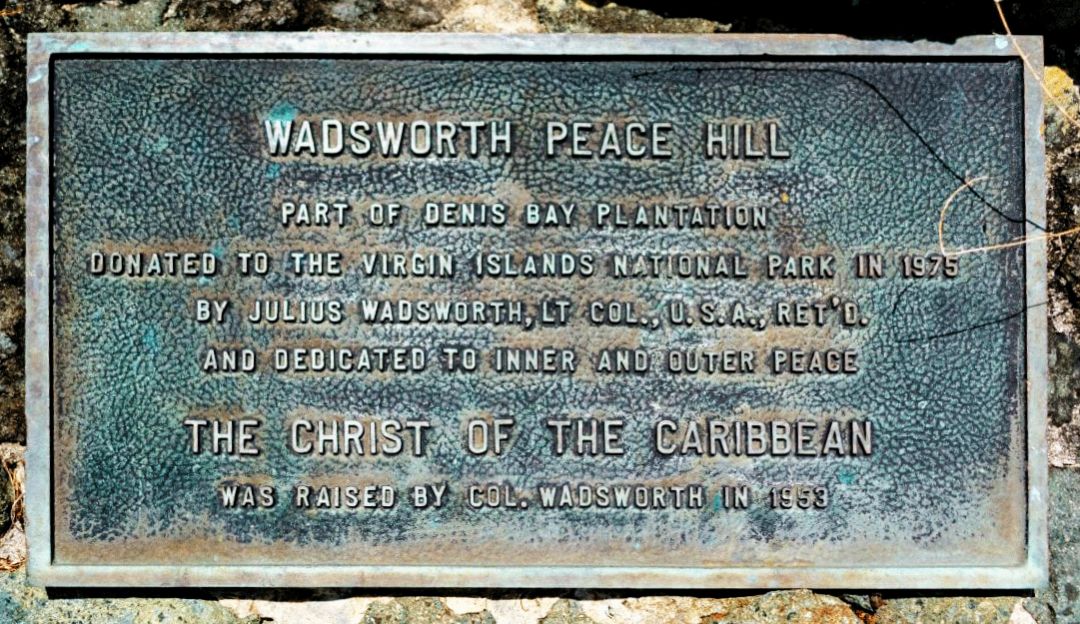 WADSWORTH PEACE HILL
PART OF DENIS BAY PLANTATION
DONATED TO THE VIRGIN ISLANDS NATIONAL PARK IN 1975
BY JULIUS WADSWORTH, LT COL., U.S.A., RET'D.
AND DEDICATED TO INNER AND OUTER PEACE
THE CHRIST OF THE CARIBBEAN
WAS RAISED BY COL. WADSWORTH IN 1953